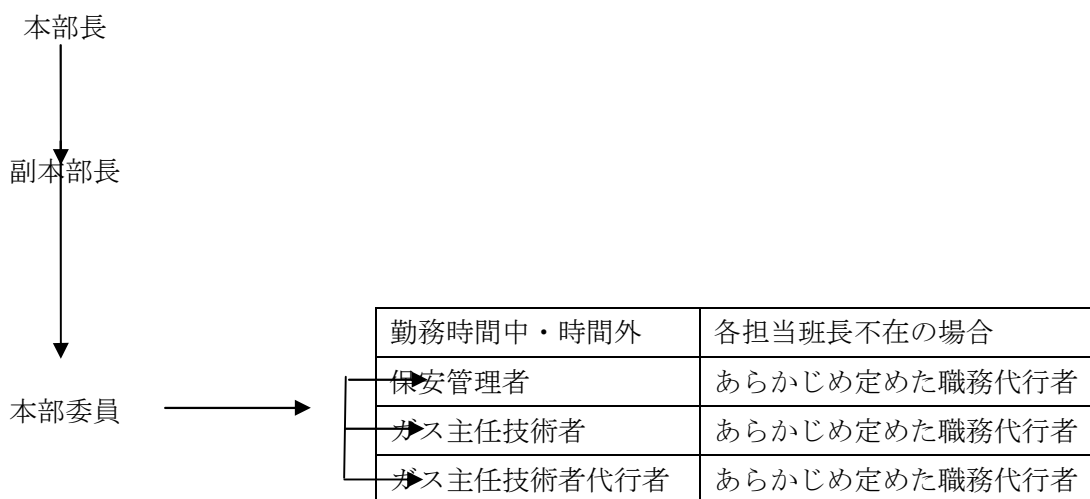 本部長
副本部長
勤務時間中・時間外 各担当班長不在の場合
保安管理者 あらかじめ定めた職務代行者
本部委員
ガス主任技術者 あらかじめ定めた職務代行者
ガス主任技術者代行者 あらかじめ定めた職務代行者